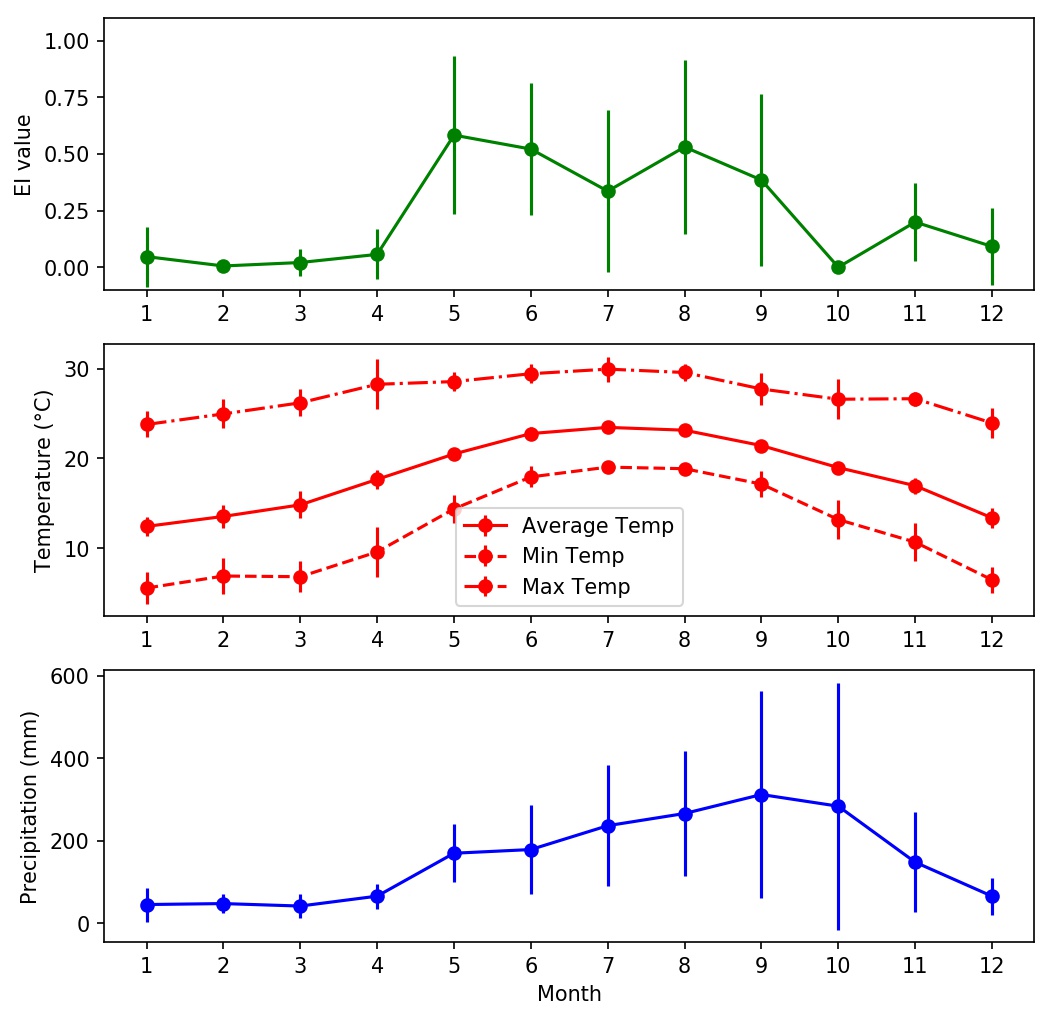 1.00
0.75
0.50
0.25
0.00
EI value
1 2 3 4 5 6 7 8 9 10 11 12
30
20
10
Temperature (°C)
Average Temp
Min Temp
Max Temp
1 2 3 4 5 6 7 8 9 10 11 12
600
400
200
0
Precipitation (mm)
1 2 3 4 5 6 7 8 9 10 11 12
Month